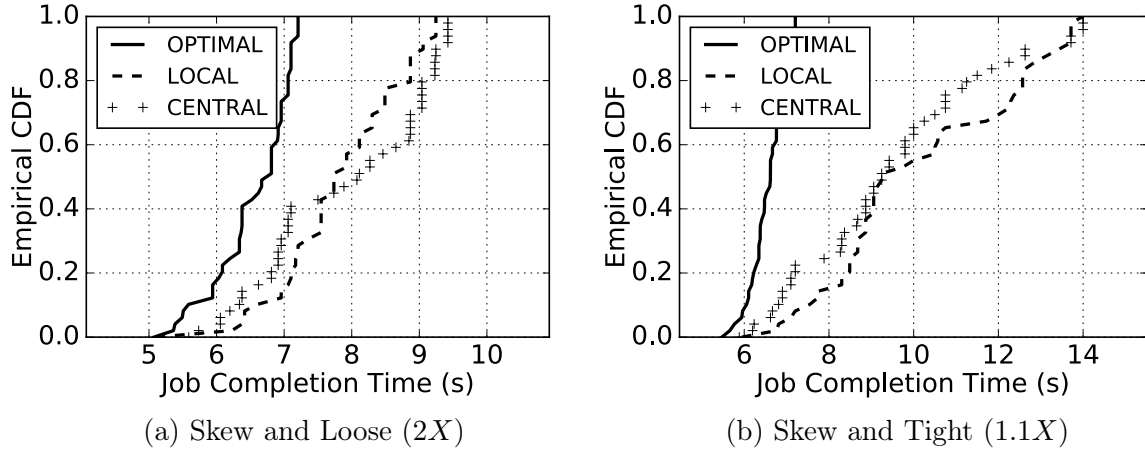 1.0
0.8
0.6
0.4
0.2
0.0
Empirical CDF
OPTIMAL
LOCAL
CENTRAL
5 6 7 8 9 10
Job Completion Time (s)
(a) Skew and Loose (2X)
1.0
0.8
0.6
0.4
0.2
0.0
Empirical CDF
OPTIMAL
LOCAL
CENTRAL
6 8 10 12 14
Job Completion Time (s)
(b) Skew and Tight (1.1X)